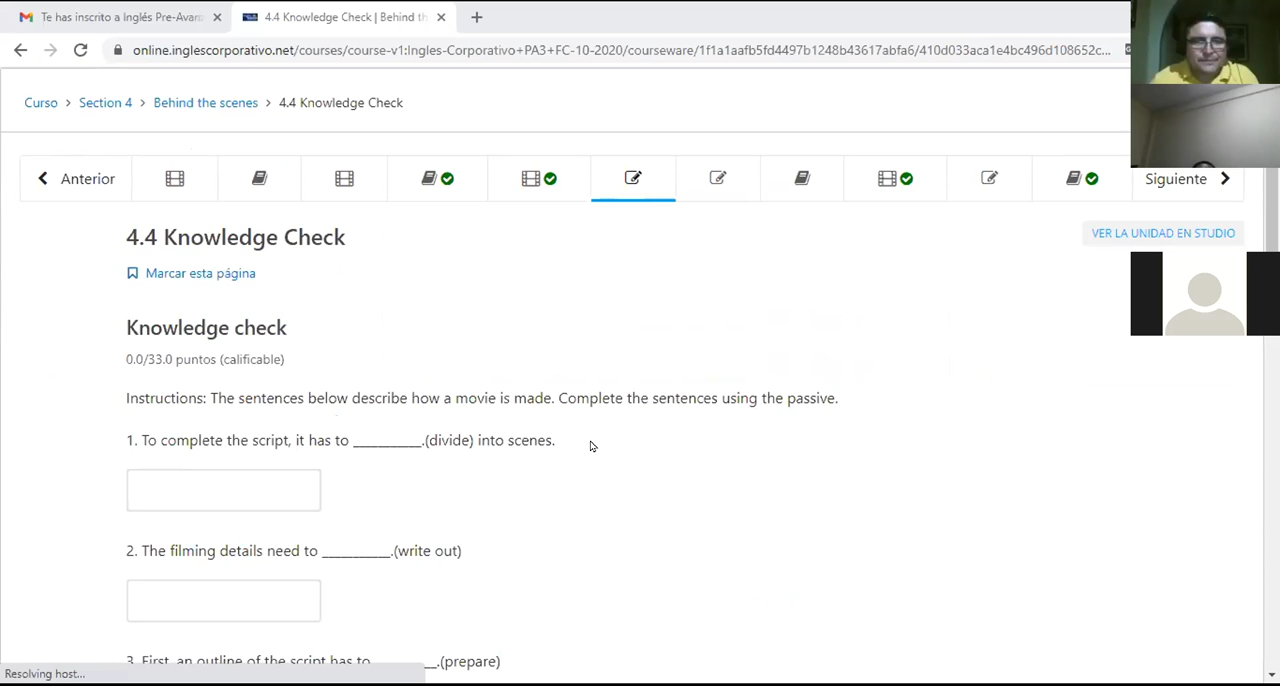 Te has inscrito a Inglés Pre-Avan
4.4 Knowledge Check | Behind th
online.inglescorporativo.net/courses/course-v1:Ingles-Corporativo+PA3+FC-10-2020/courseware/1f1a1aafb5fd4497b1248b43617abfa6/410d033aca1e4bc496d108652c...
Curso > Section 4 > Behind the scenes > 4.4 Knowledge Check
Anterior
Siguiente
4.4 Knowledge Check
VER LA UNIDAD EN STUDIO
Marcar esta página
Knowledge check
0.0/33.0 puntos (calificable)
Instructions: The sentences below describe how a movie is made. Complete the sentences using the passive.
1. To complete the script, it has to _________.(divide) into scenes.
2. The filming details need to _________.(write out)
3. First, an outline of the script has to _________.(prepare)
Resolving host...